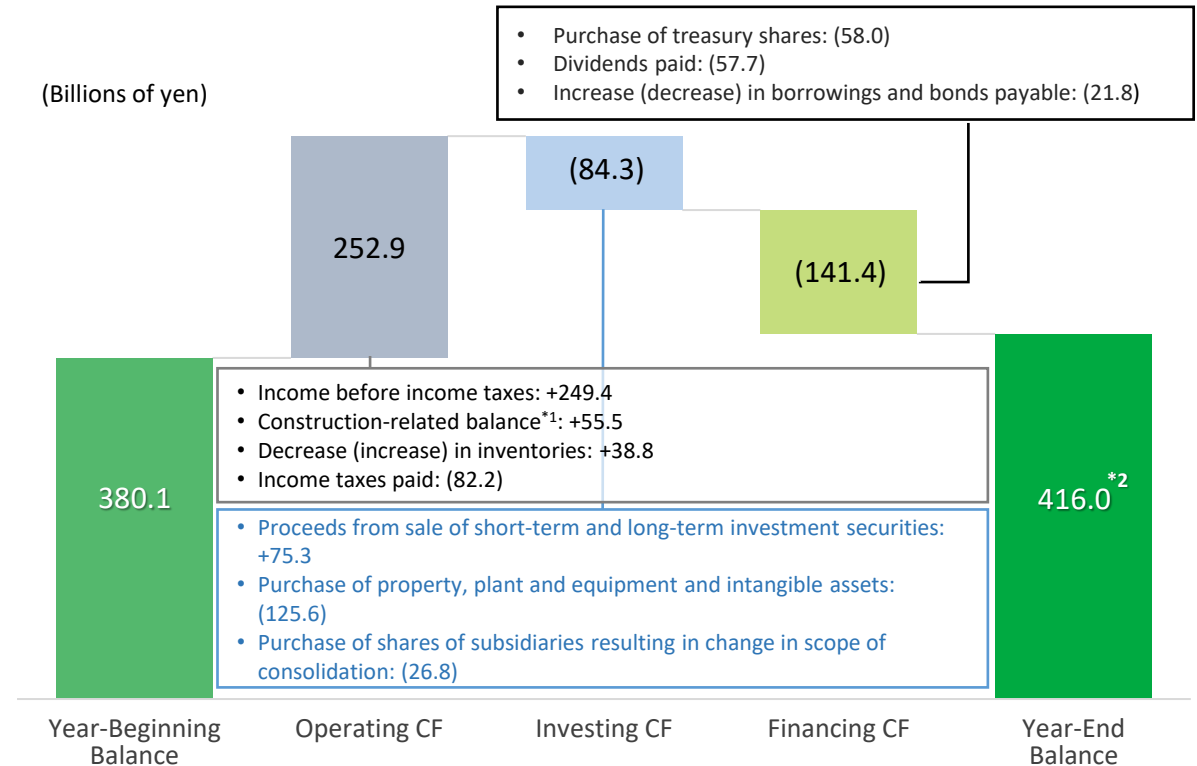 • Purchase of treasury shares: (58.0)
• Dividends paid: (57.7)
• Increase (decrease) in borrowings and bonds payable: (21.8)
(Billions of yen)
(84.3)
252.9
(141.4)
• Income before income taxes: +249.4
• Construction-related balance*1: +55.5
• Decrease (increase) in inventories: +38.8
• Income taxes paid: (82.2)
380.1
416.0*2
• Proceeds from sale of short-term and long-term investment securities:
+75.3
• Purchase of property, plant and equipment and intangible assets:
(125.6)
• Purchase of shares of subsidiaries resulting in change in scope of
consolidation: (26.8)
Year-Beginning
Balance
Operating CF
Investing CF
Financing CF
Year-End
Balance